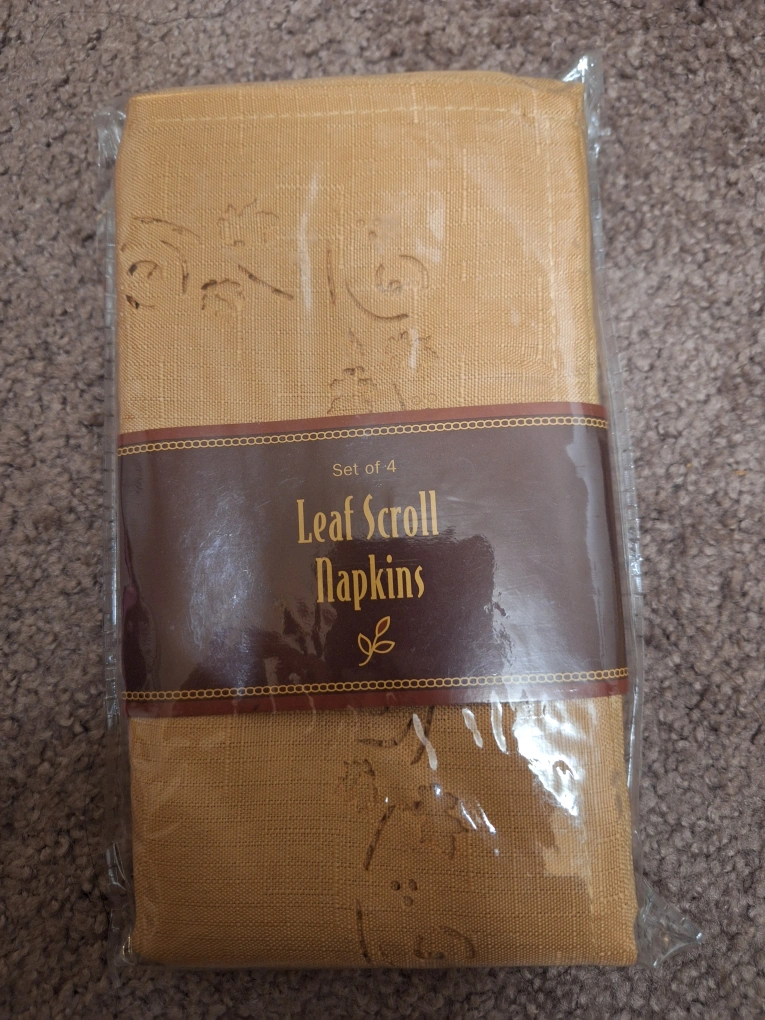 Set of 4
Leaf Scroll
Napkins